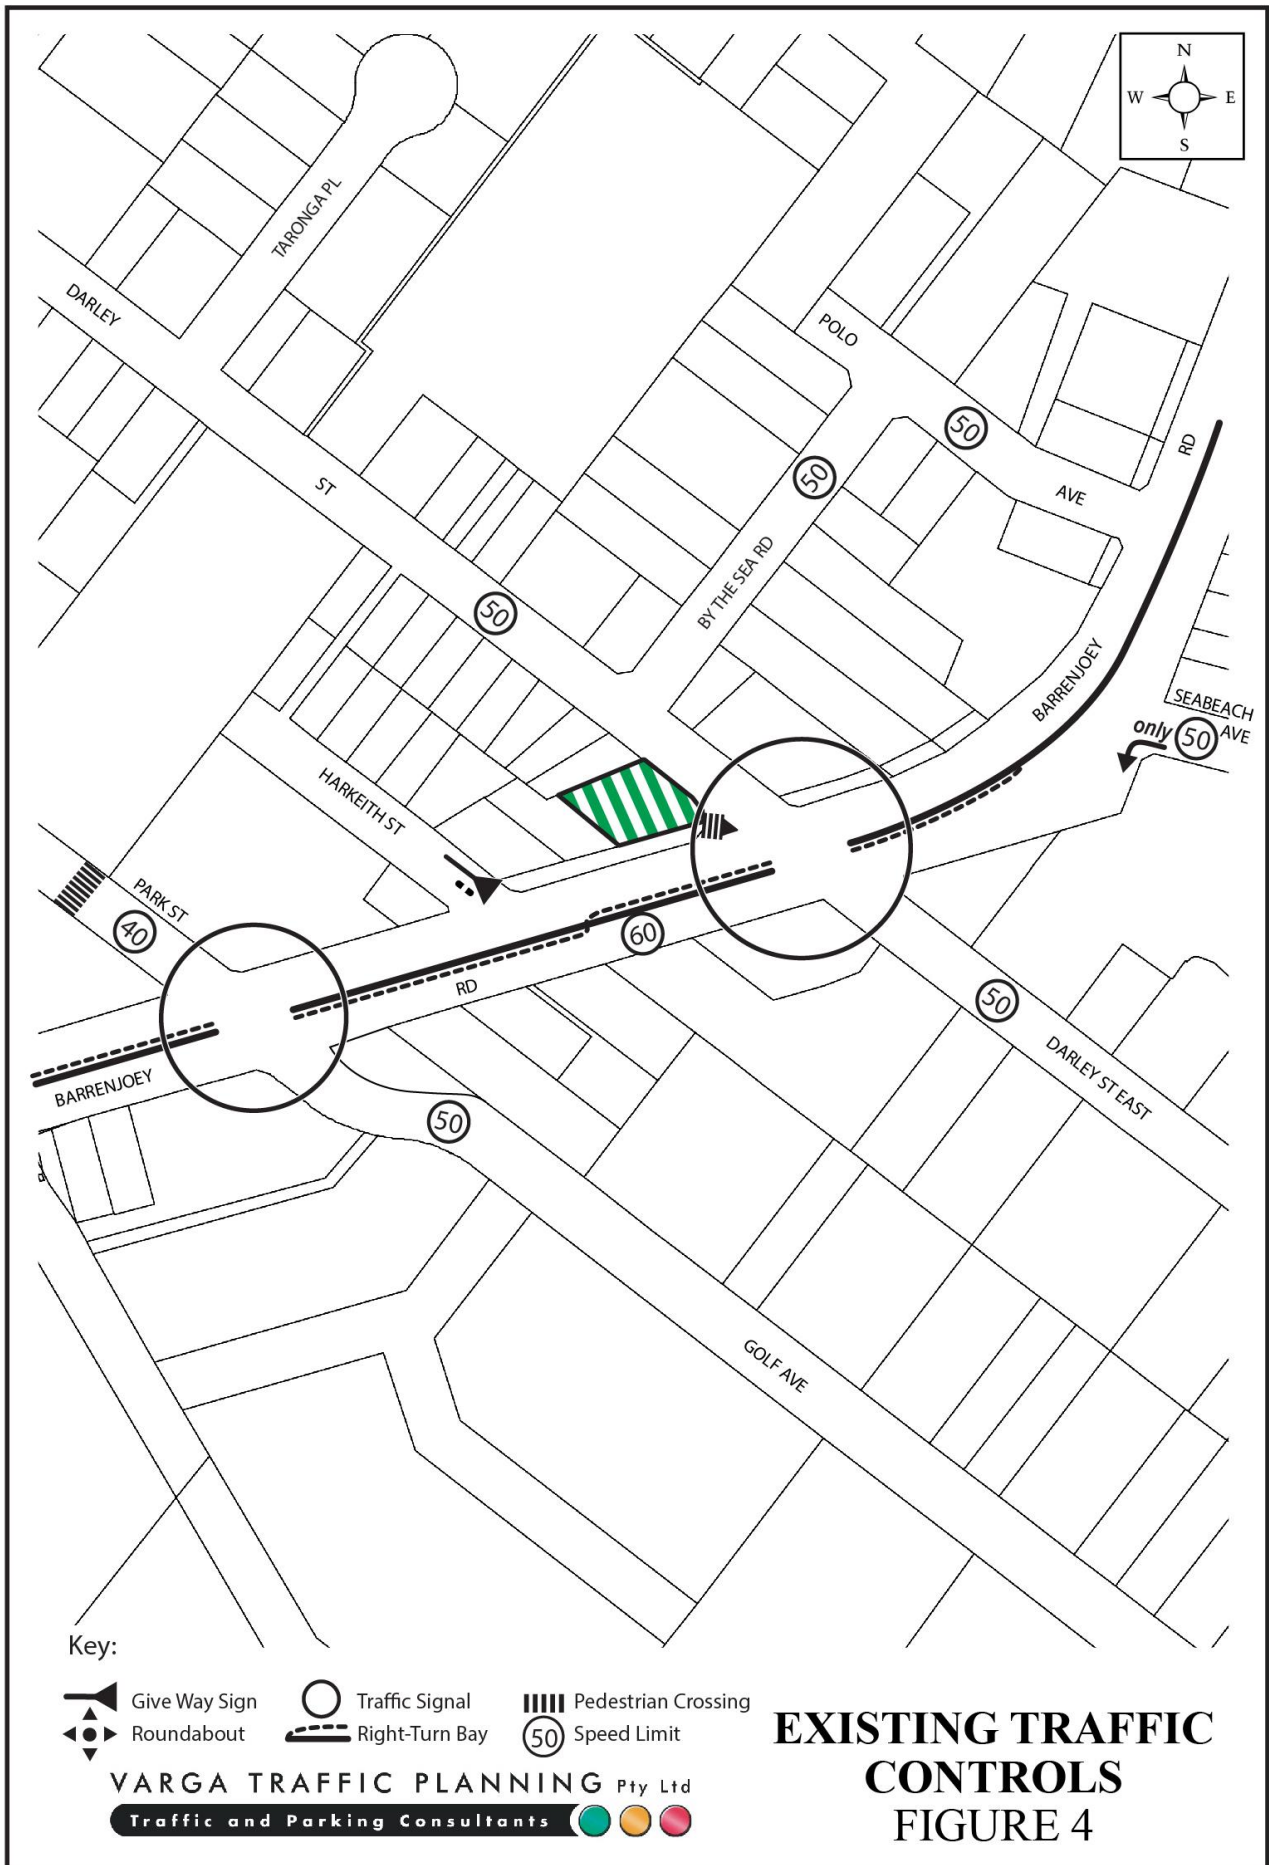 N
W E
S
TARONGA PL
DARLEY
POLO
50
RD
50
ST
AVE
BY THE SEA RD
50
BARRENJOEY
SEABEACH
only 50 AVE
HARKEITH ST
PARK ST
40
60
RD
50
DARLEY ST EAST
BARRENJOEY
50
GOLF AVE
Key:
Give Way Sign Traffic Signal Pedestrian Crossing
Roundabout Right-Turn Bay 50 Speed Limit
VARGA TRAFFIC PLANNING Pty Ltd
Traffic and Parking Consultants
EXISTING TRAFFIC
CONTROLS
FIGURE 4